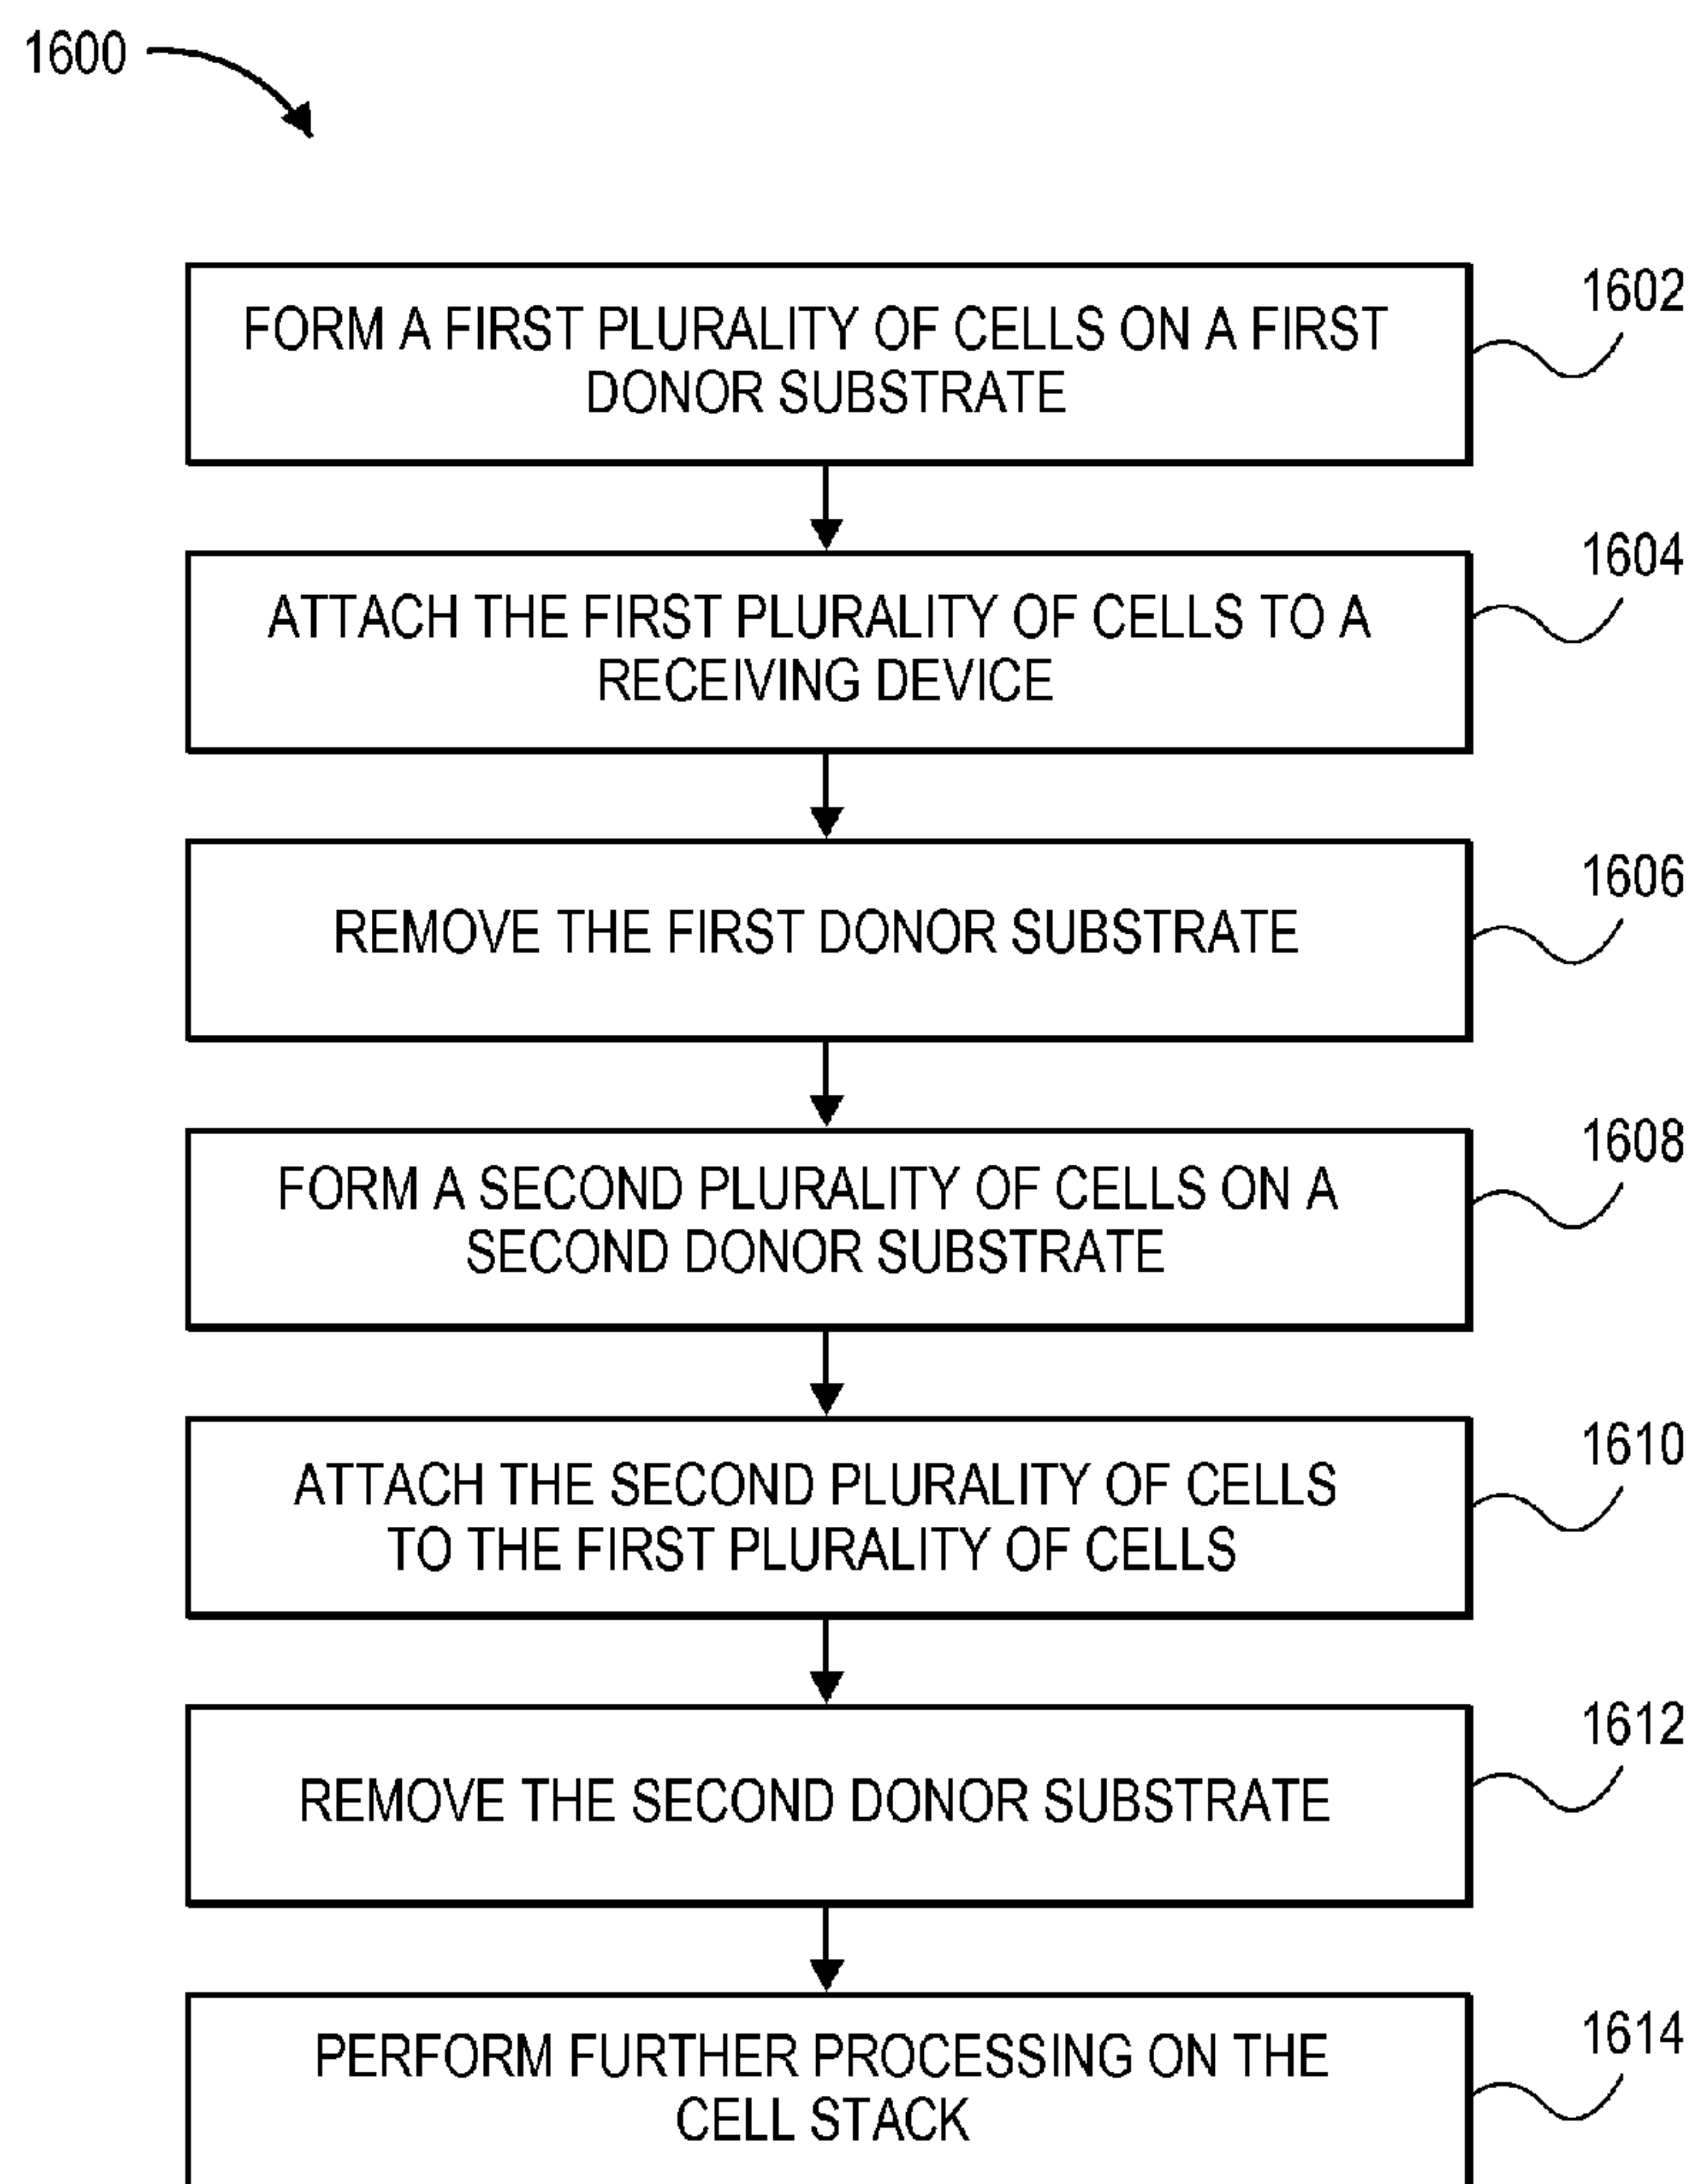 1600
FORM A FIRST PLURALITY OF CELLS ON A FIRST
DONOR SUBSTRATE
1602
ATTACH THE FIRST PLURALITY OF CELLS TO A
RECEIVING DEVICE
1604
REMOVE THE FIRST DONOR SUBSTRATE
1606
FORM A SECOND PLURALITY OF CELLS ON A
SECOND DONOR SUBSTRATE
1608
ATTACH THE SECOND PLURALITY OF CELLS
TO THE FIRST PLURALITY OF CELLS
1610
REMOVE THE SECOND DONOR SUBSTRATE
1612
PERFORM FURTHER PROCESSING ON THE
CELL STACK
1614